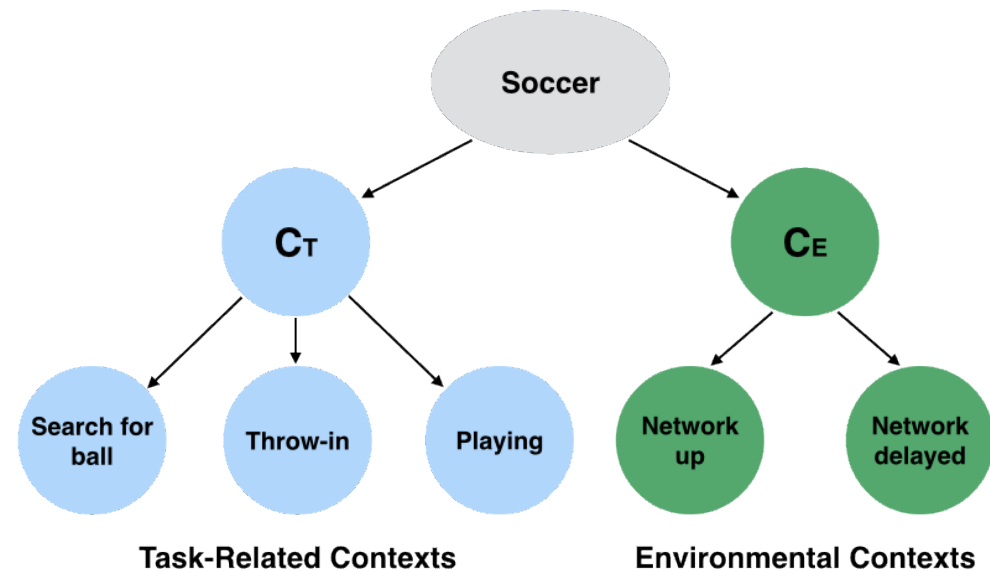 Soccer
CT
CE
Search for
ball
Throw-in
Playing
Network
up
Network
delayed
Task-Related Contexts
Environmental Contexts